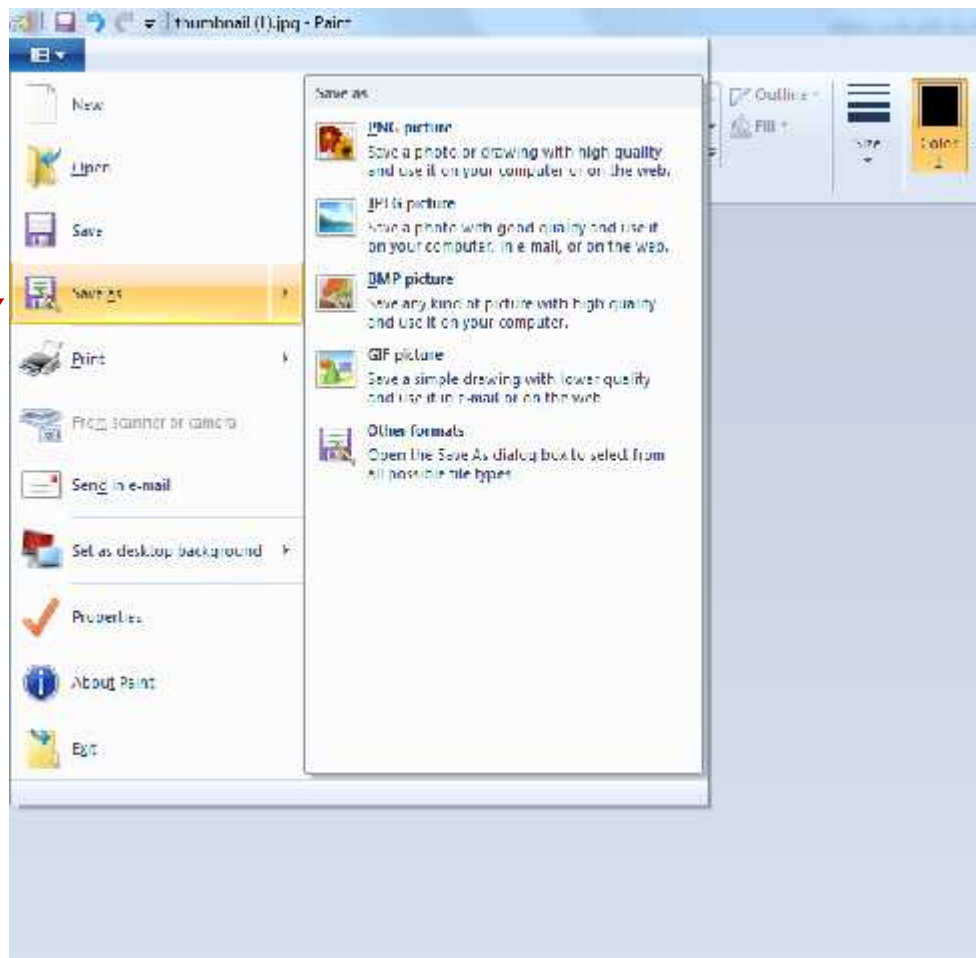 thumbnail (1).jpg - Paint
New
Open
Save
Save as
Print
From scanner or camera
Send in e-mail
Set as desktop background
Properties
About Paint
Exit
Save as
PNG picture
Save a photo or drawing with high quality
and use it on your computer or on the web.
JPEG picture
Save a photo with good quality and use it
on your computer, in e-mail, or on the web.
BMP picture
Save any kind of picture with high quality
and use it on your computer.
GIF picture
Save a simple drawing with lower quality
and use it in e-mail or on the web.
Other formats
Open the Save As dialog box to select from
all possible file types.
Outline
Fill
Size
Color
1